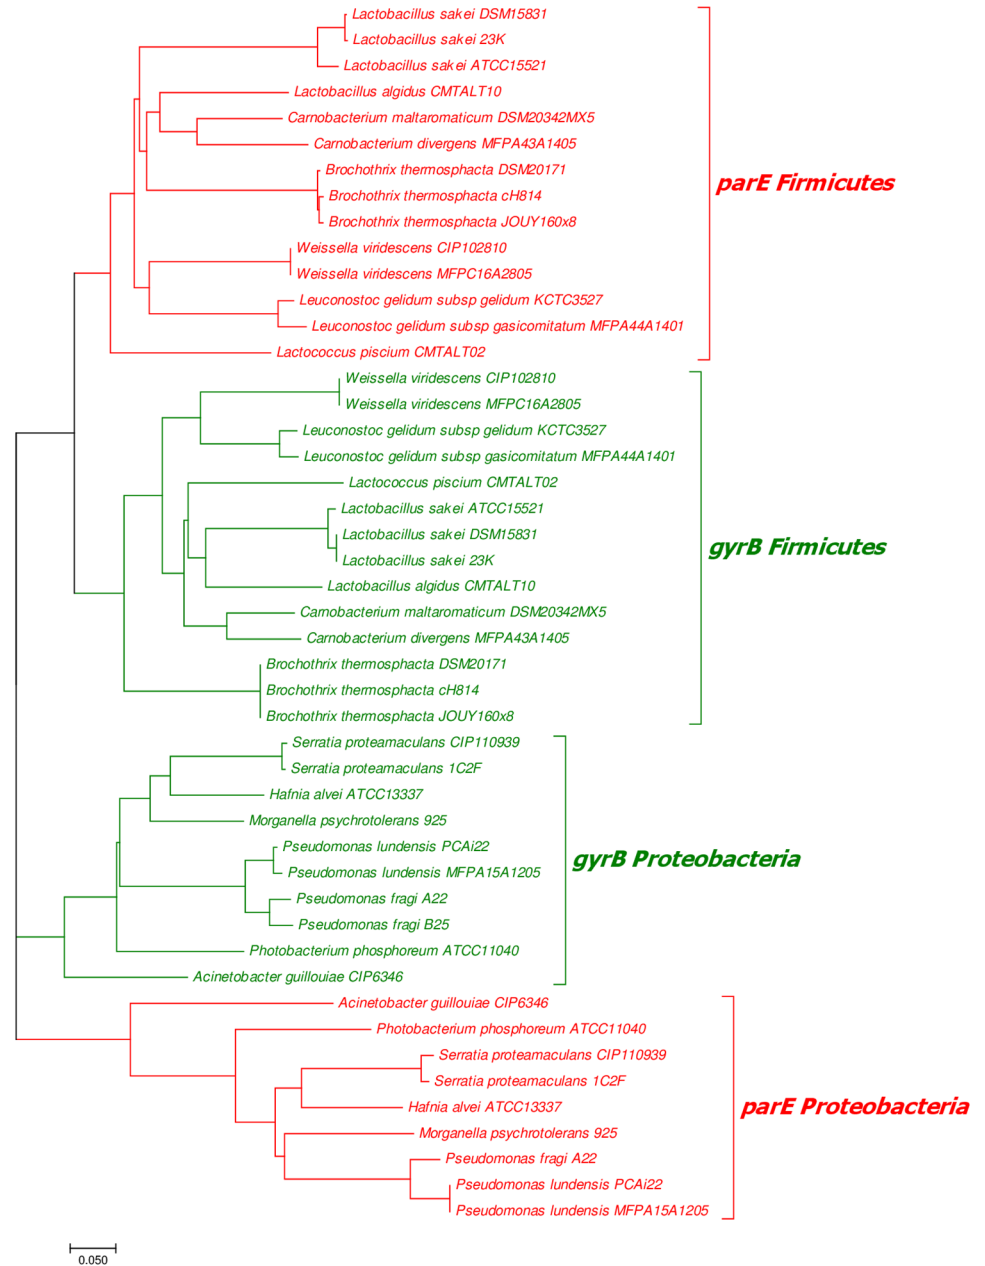 Lactobacillus sakei DSM15831
Lactobacillus sakei 23K
Lactobacillus sakei ATCC15521
Lactobacillus algidus CMTALT10
Carnobacterium maltaromaticum DSM20342MX5
Carnobacterium divergens MFPA43A1405
Brochothrix thermosphacta DSM20171
parE Firmicutes
Brochothrix thermosphacta cH814
Brochothrix thermosphacta JOUY160x8
Weissella viridescens CIP102810
Weissella viridescens MFPC16A2805
Leuconostoc gelidum subsp gelidum KCTC3527
Leuconostoc gelidum subsp gasicomitatum MFPA44A1401
Lactococcus piscium CMTALT02
Weissella viridescens CIP102810
Weissella viridescens MFPC16A2805
Leuconostoc gelidum subsp gelidum KCTC3527
Leuconostoc gelidum subsp gasicomitatum MFPA44A1401
Lactococcus piscium CMTALT02
Lactobacillus sakei ATCC15521
Lactobacillus sakei DSM15831
gyrB Firmicutes
Lactobacillus sakei 23K
Lactobacillus algidus CMTALT10
Carnobacterium maltaromaticum DSM20342MX5
Carnobacterium divergens MFPA43A1405
Brochothrix thermosphacta DSM20171
Brochothrix thermosphacta cH814
Brochothrix thermosphacta JOUY160x8
Serratia proteamaculans CIP110939
Serratia proteamaculans 1C2F
Hafnia alvei ATCC13337
Morganella psychrotolerans 925
Pseudomonas lundensis PCAi22
gyrB Proteobacteria
Pseudomonas lundensis MFPA15A1205
Pseudomonas fragi A22
Pseudomonas fragi B25
Photobacterium phosphoreum ATCC11040
Acinetobacter guillouiae CIP6346
Acinetobacter guillouiae CIP6346
Photobacterium phosphoreum ATCC11040
Serratia proteamaculans CIP110939
Serratia proteamaculans 1C2F
Hafnia alvei ATCC13337
parE Proteobacteria
Morganella psychrotolerans 925
Pseudomonas fragi A22
Pseudomonas lundensis PCAi22
Pseudomonas lundensis MFPA15A1205
0.050